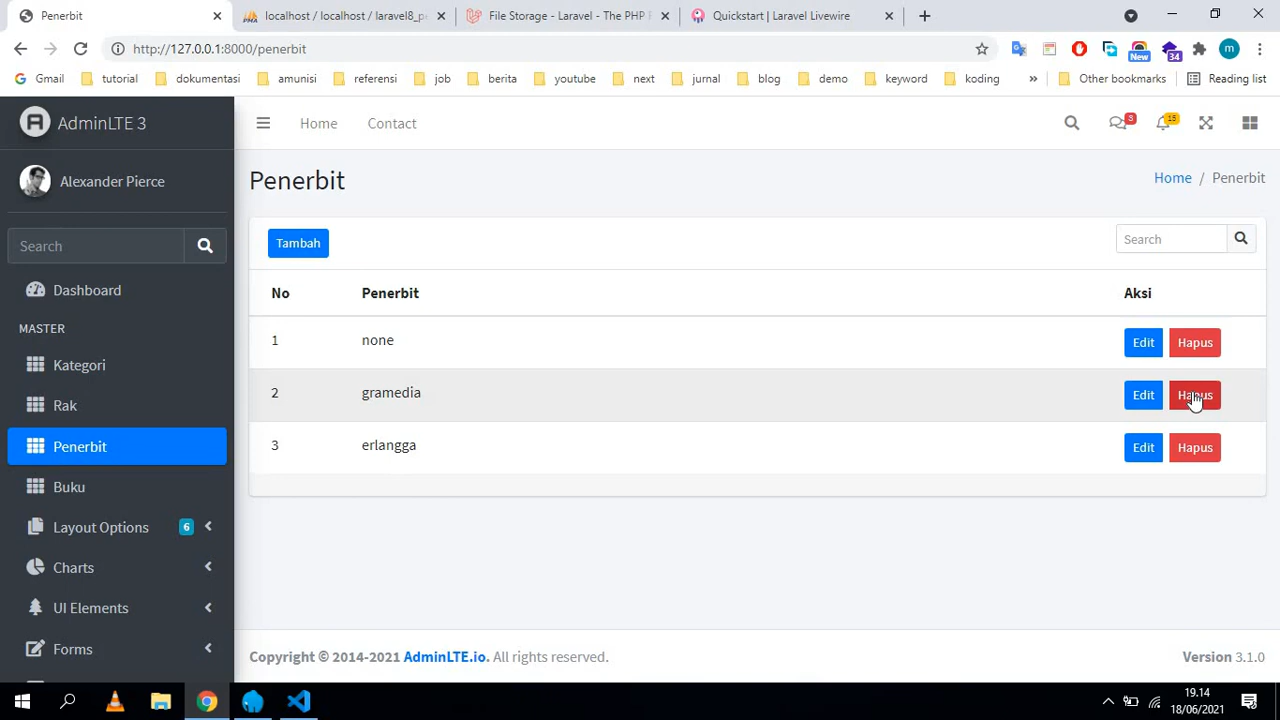 Penerbit
localhost / localhost / laravel8_pe
File Storage - Laravel - The PHP F
Quickstart | Laravel Livewire
http://127.0.0.1:8000/penerbit
New
34
m
Gmail
tutorial
dokumentasi
amunisi
referensi
job
berita
youtube
next
jurnal
blog
demo
keyword
koding
»
Other bookmarks
Reading list
AdminLTE 3
Home
Contact
3
15
Alexander Pierce
Penerbit
Home / Penerbit
Search
Tambah
Search
Dashboard
MASTER
Kategori
Rak
Penerbit
Buku
Layout Options 6
Charts
UI Elements
Forms
No Penerbit Aksi
1 none Edit Hapus
2 gramedia Edit Hapus
3 erlangga Edit Hapus
Copyright © 2014-2021 AdminLTE.io. All rights reserved.
Version 3.1.0
19.14
18/06/2021